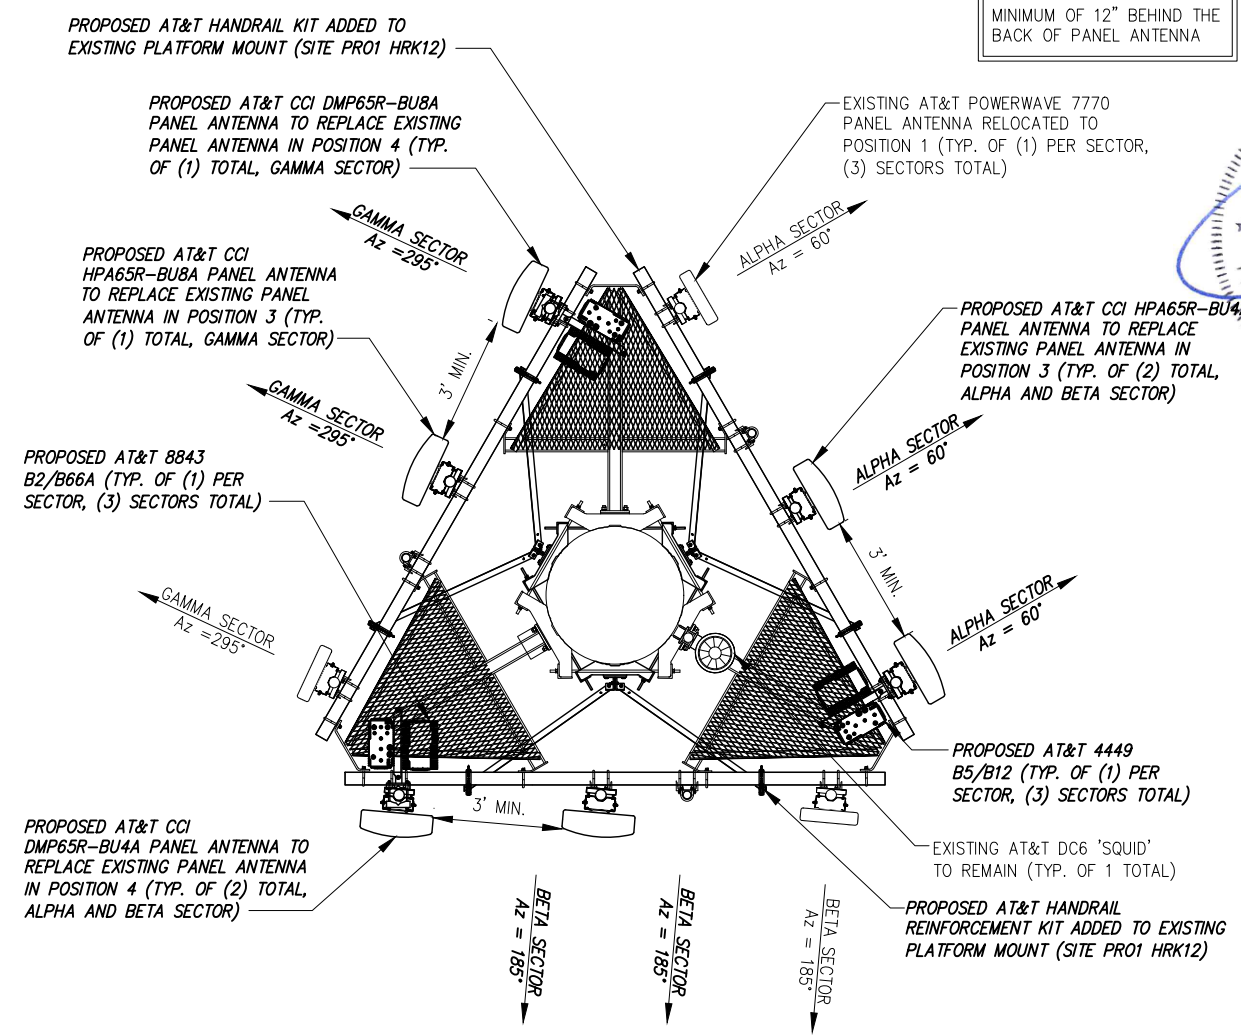 MINIMUM OF 12" BEHIND THE
BACK OF PANEL ANTENNA
PROPOSED AT&T HANDRAIL KIT ADDED TO
EXISTING PLATFORM MOUNT (SITE PRO1 HRK12)
PROPOSED AT&T CCI DMP65R-BU8A
PANEL ANTENNA TO REPLACE EXISTING
PANEL ANTENNA IN POSITION 4 (TYP.
OF (1) TOTAL, GAMMA SECTOR)
EXISTING AT&T POWERWAVE 7770
PANEL ANTENNA RELOCATED TO
POSITION 1 (TYP. OF (1) PER SECTOR,
(3) SECTORS TOTAL)
GAMMA SECTOR
Az =295°
ALPHA SECTOR
Az = 60°
PROPOSED AT&T CCI
HPA65R-BU8A PANEL ANTENNA
TO REPLACE EXISTING PANEL
ANTENNA IN POSITION 3 (TYP.
OF (1) TOTAL, GAMMA SECTOR)
PROPOSED AT&T CCI HPA65R-BU4
PANEL ANTENNA TO REPLACE
EXISTING PANEL ANTENNA IN
POSITION 3 (TYP. OF (2) TOTAL,
ALPHA AND BETA SECTOR)
3' MIN.
GAMMA SECTOR
Az =295°
ALPHA SECTOR
Az = 60°
PROPOSED AT&T 8843
B2/B66A (TYP. OF (1) PER
SECTOR, (3) SECTORS TOTAL)
3' MIN.
GAMMA SECTOR
Az =295°
ALPHA SECTOR
Az = 60°
PROPOSED AT&T 4449
B5/B12 (TYP. OF (1) PER
SECTOR, (3) SECTORS TOTAL)
3' MIN.
PROPOSED AT&T CCI
DMP65R-BU4A PANEL ANTENNA TO
REPLACE EXISTING PANEL ANTENNA
IN POSITION 4 (TYP. OF (2) TOTAL,
ALPHA AND BETA SECTOR)
EXISTING AT&T DC6 'SQUID'
TO REMAIN (TYP. OF 1 TOTAL)
PROPOSED AT&T HANDRAIL
REINFORCEMENT KIT ADDED TO EXISTING
PLATFORM MOUNT (SITE PRO1 HRK12)
BETA SECTOR
Az = 185°
BETA SECTOR
Az = 185°
BETA SECTOR
Az = 185°